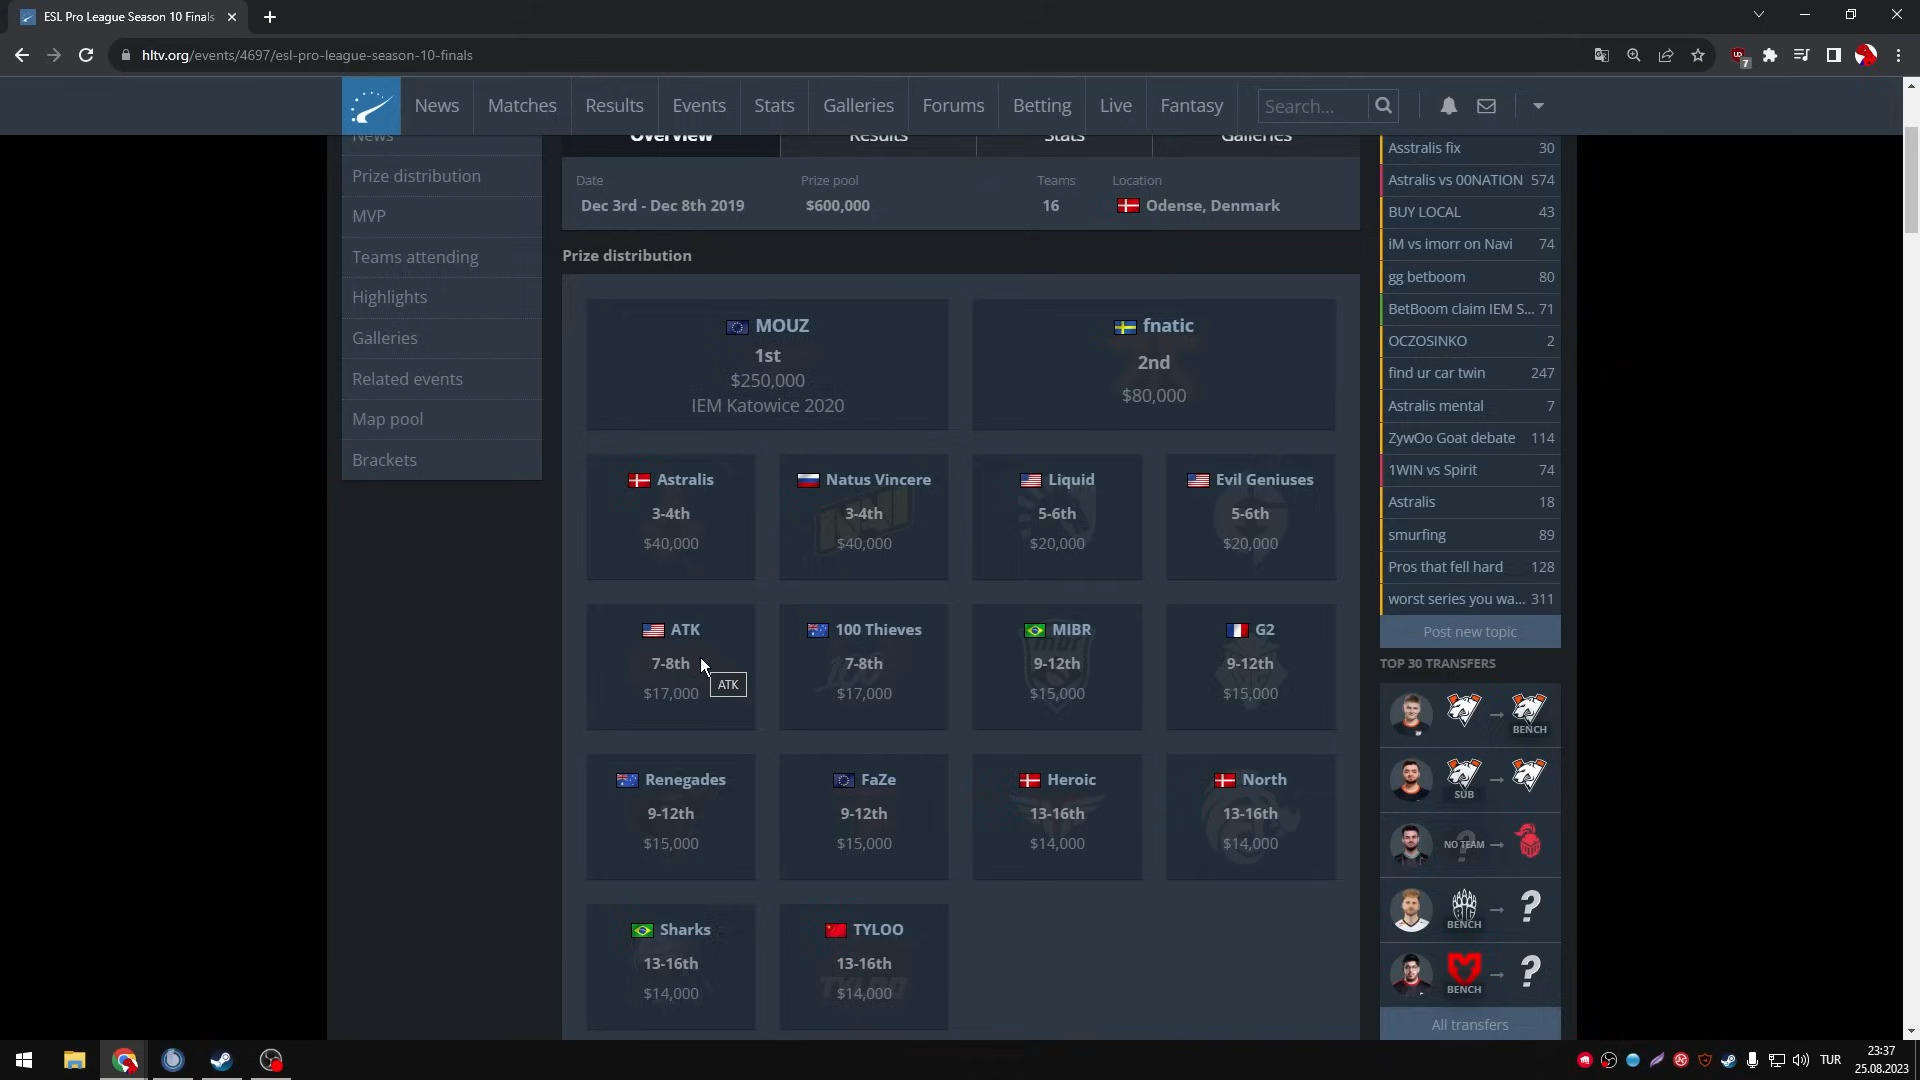 ESL Pro League Season 10 Finals
hltv.org/events/4697/esl-pro-league-season-10-finals
7
News
Matches
Results
Events
Stats
Galleries
Forums
Betting
Live
Fantasy
Search...
News
Prize distribution
MVP
Teams attending
Highlights
Galleries
Related events
Map pool
Brackets
Overview
Results
Stats
Galleries
Date
Prize pool
Teams
Location
Dec 3rd - Dec 8th 2019
$600,000
16
Odense, Denmark
Prize distribution
MOUZ
1st
$250,000
IEM Katowice 2020
fnatic
2nd
$80,000
Astralis
3-4th
$40,000
Natus Vincere
3-4th
$40,000
Liquid
5-6th
$20,000
Evil Geniuses
5-6th
$20,000
ATK
7-8th
$17,000
ATK
100 Thieves
7-8th
$17,000
MIBR
9-12th
$15,000
G2
9-12th
$15,000
Renegades
9-12th
$15,000
FaZe
9-12th
$15,000
Heroic
13-16th
$14,000
North
13-16th
$14,000
Sharks
13-16th
$14,000
TYLOO
13-16th
$14,000
Asstralis fix 30
Astralis vs 00NATION 574
BUY LOCAL 43
iM vs imorr on Navi 74
gg betboom 80
BetBoom claim IEM S... 71
OCZOSINKO 2
find ur car twin 247
Astralis mental 7
ZywOo Goat debate 114
1WIN vs Spirit 74
Astralis 18
smurfing 89
Pros that fell hard 128
worst series you wa... 311
Post new topic
TOP 30 TRANSFERS
BENCH
SUB
NO TEAM
?
BENCH
?
BENCH
?
All transfers
TUR
23:37
25.08.2023